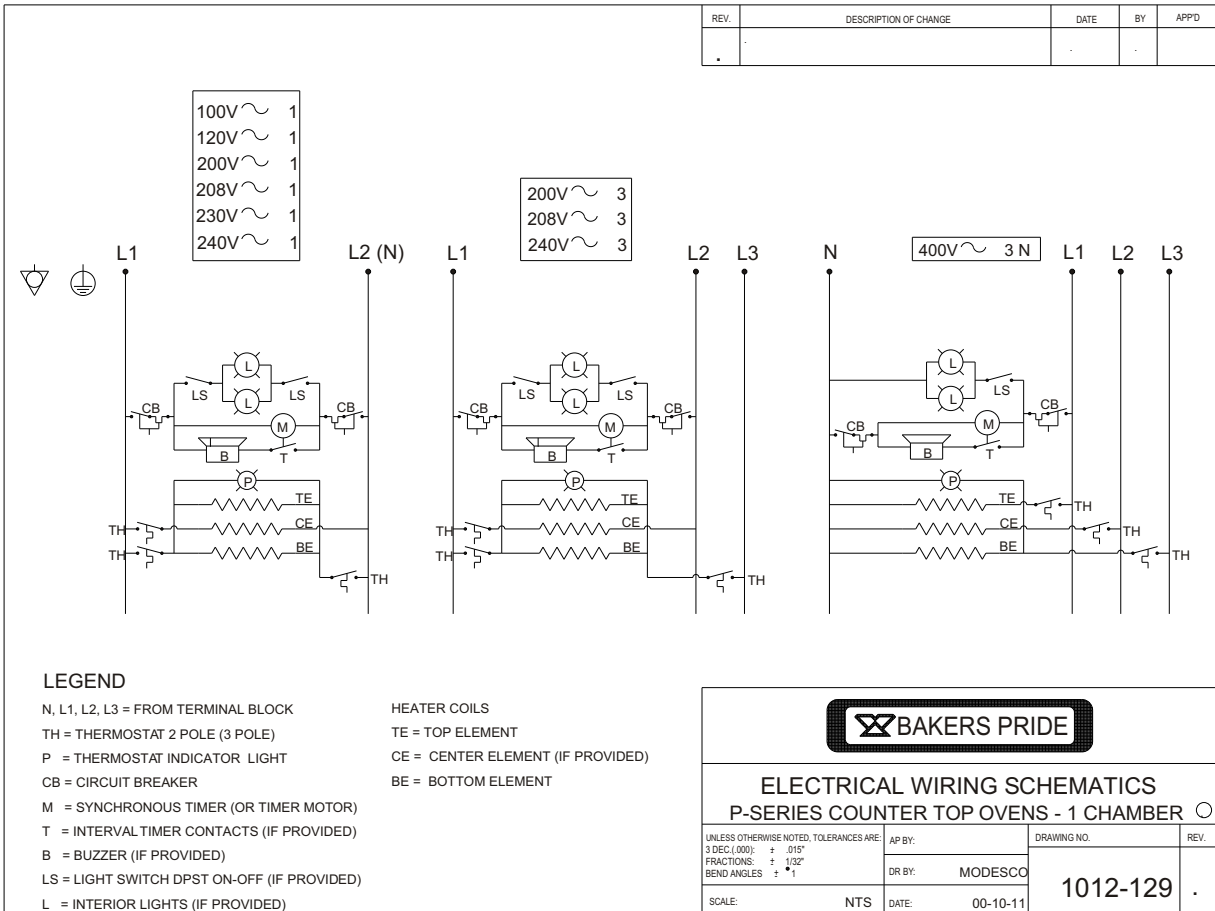 REV. DESCRIPTION OF CHANGE DATE BY APP'D
. . . .
100V 1
120V 1
200V 1
208V 1
230V 1
240V 1
200V 3
208V 3
240V 3
400V 3 N
L1 L2 (N) L1 L2 L3 N L1 L2 L3
L
LS LS
L
CB CB
M
B T
P
TE
TH CE
TH BE
TH
L
LS LS
L
CB CB
M
B T
P
TE
TH CE
TH BE
TH
L
LS
L
CB
CB M
B T
P
TE TH
CE TH
BE TH
LEGEND
N, L1, L2, L3 = FROM TERMINAL BLOCK
TH = THERMOSTAT 2 POLE (3 POLE)
P = THERMOSTAT INDICATOR LIGHT
CB = CIRCUIT BREAKER
M = SYNCHRONOUS TIMER (OR TIMER MOTOR)
T = INTERVAL TIMER CONTACTS (IF PROVIDED)
B = BUZZER (IF PROVIDED)
LS = LIGHT SWITCH DPST ON-OFF (IF PROVIDED)
L = INTERIOR LIGHTS (IF PROVIDED)
HEATER COILS
TE = TOP ELEMENT
CE = CENTER ELEMENT (IF PROVIDED)
BE = BOTTOM ELEMENT
BAKERS PRIDE
ELECTRICAL WIRING SCHEMATICS
P-SERIES COUNTER TOP OVENS - 1 CHAMBER
UNLESS OTHERWISE NOTED, TOLERANCES ARE:
3 DEC.(.000): ± .015"
FRACTIONS: ± 1/32"
BEND ANGLES ± •1
SCALE: NTS
AP BY:
DR BY: MODESCO
DATE: 00-10-11
DRAWING NO.
1012-129
REV.
.